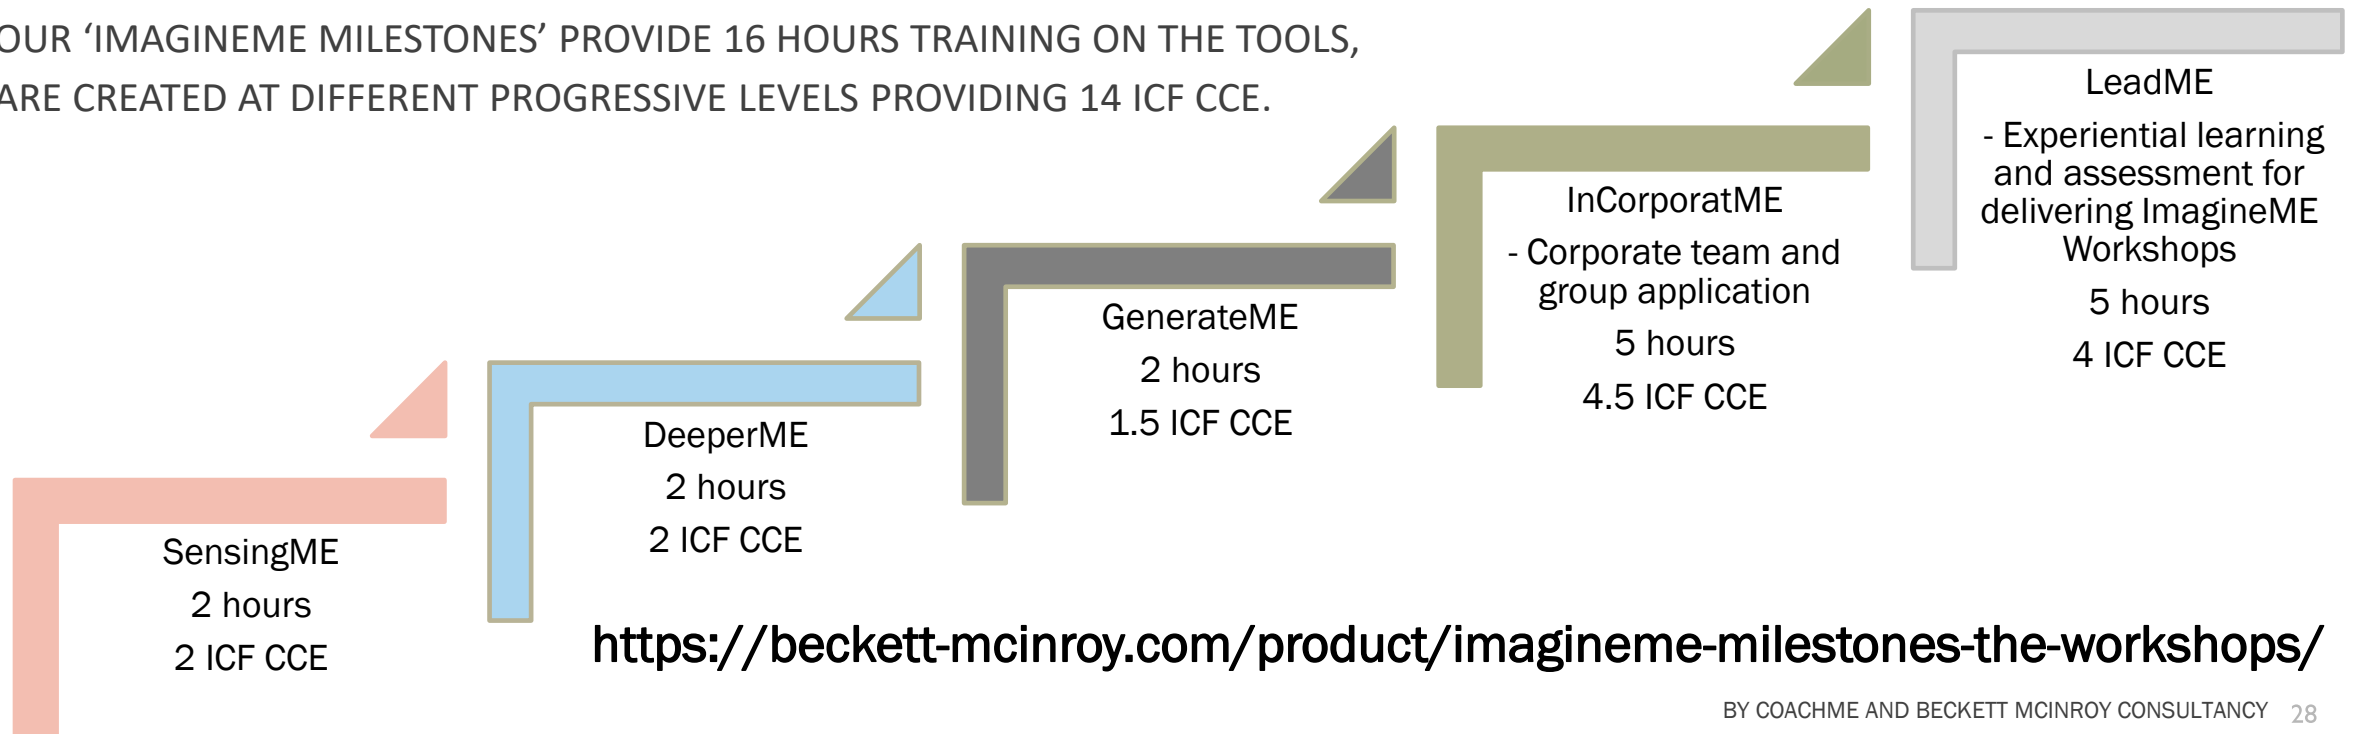 OUR ‘IMAGINEME MILESTONES’ PROVIDE 16 HOURS TRAINING ON THE TOOLS,
ARE CREATED AT DIFFERENT PROGRESSIVE LEVELS PROVIDING 14 ICF CCE.
SensingME
2 hours
2 ICF CCE
DeeperME
2 hours
2 ICF CCE
GenerateME
2 hours
1.5 ICF CCE
InCorporatME
- Corporate team and
group application
5 hours
4.5 ICF CCE
LeadME
- Experiential learning
and assessment for
delivering ImagineME
Workshops
5 hours
4 ICF CCE
https://beckett-mcinroy.com/product/imagineme-milestones-the-workshops/
BY COACHME AND BECKETT MCINROY CONSULTANCY 28